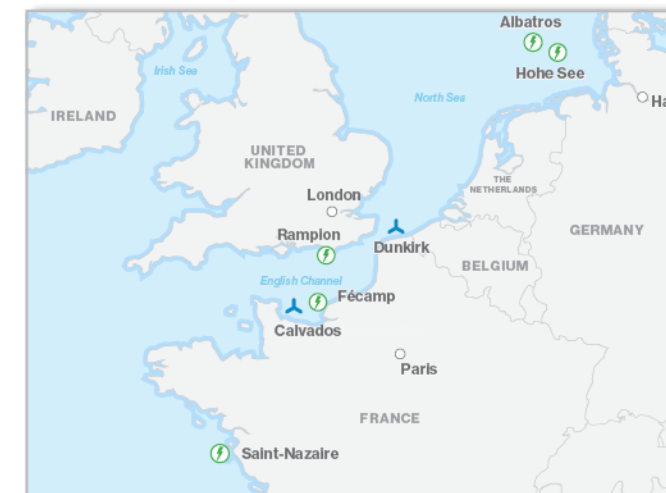 Albatros
Irish Sea
Hohe See
North Sea
Ha
IRELAND
UNITED
KINGDOM
THE
NETHERLANDS
London
Rampion
Dunkirk
GERMANY
BELGIUM
English Channel
Fécamp
Calvados
Paris
FRANCE
Saint-Nazaire